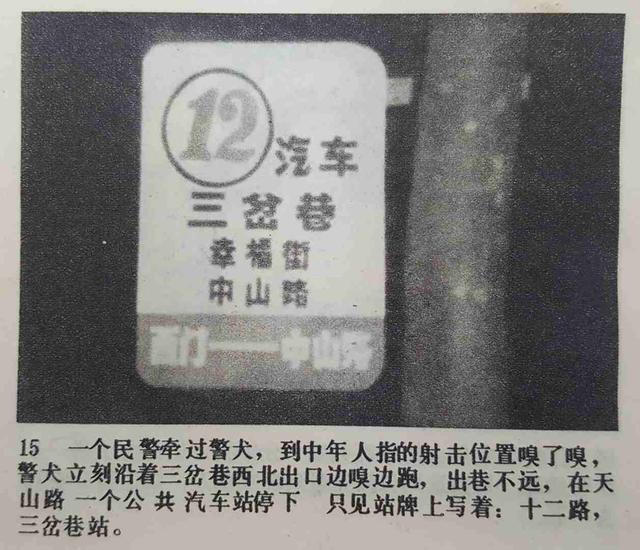 12 汽车
三岔巷
幸福街
中山路
西门——中山桥
15 一个民警牵过警犬，到中年人指的射击位置嗅了嗅，
警犬立刻沿着三岔巷西北出口边嗅边跑，出巷不远，在天
山路一个公共汽车站停下 只见站牌上写着：十二路，
三岔巷站。